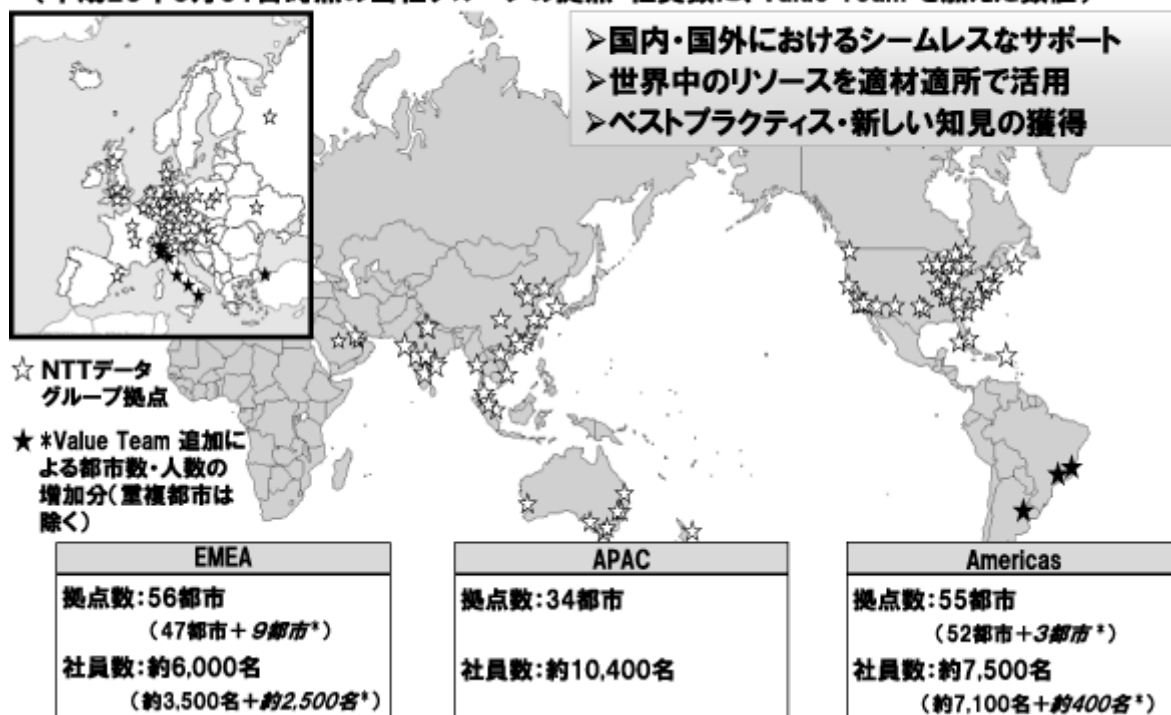 ➢国内・国外におけるシームレスなサポート
➢世界中のリソースを適材適所で活用
➢ベストプラクティス・新しい知見の獲得
☆ NTTデータ
グループ拠点
★ *Value Team 追加に
よる都市数・人数の
増加分(重複都市は
除く)
EMEA
拠点数:56都市
(47都市+9都市*)
社員数:約6,000名
(約3,500名+約2,500名*)
APAC
拠点数:34都市
社員数:約10,400名
Americas
拠点数:55都市
(52都市+3都市*)
社員数:約7,500名
(約7,100名+約400名*)